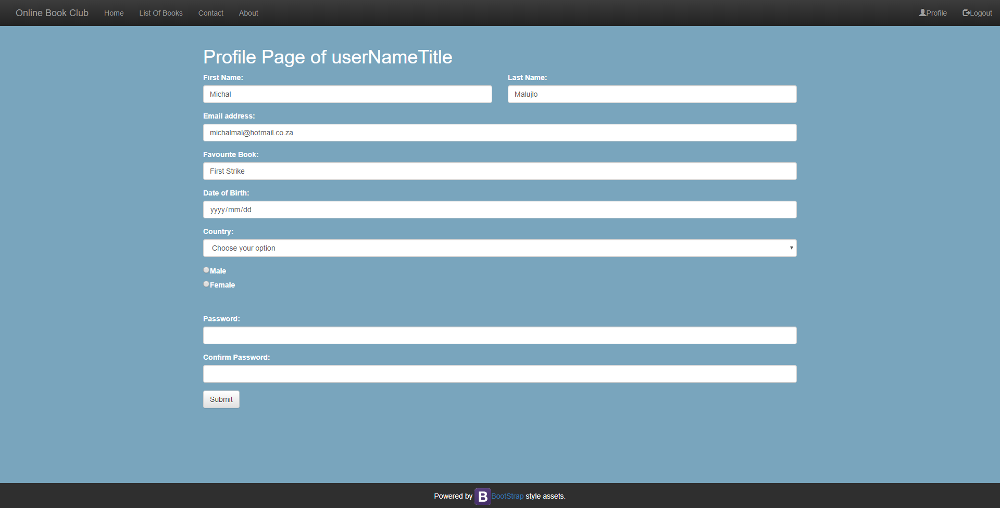 Online Book Club Home List Of Books Contact About Profile Logout
Profile Page of userNameTitle
First Name: Last Name:
Michal Malujlo
Email address:
michalmal@hotmail.co.za
Favourite Book:
First Strike
Date of Birth:
yyyy/mm/dd
Country:
Choose your option
Male
Female
Password:
Confirm Password:
Submit
Powered by B BootStrap style assets.